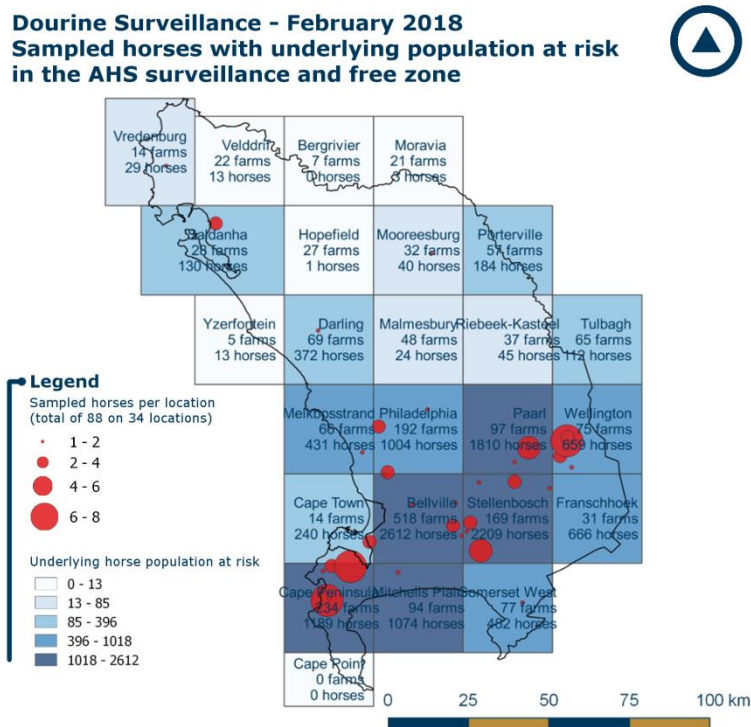 Dourine Surveillance - February 2018
Sampled horses with underlying population at risk
in the AHS surveillance and free zone
Vredenburg
14 farms
29 horses
Velddrif
22 farms
13 horses
Bergrivier
7 farms
0 horses
Moravia
21 farms
3 horses
Saldanha
28 farms
130 horses
Hopefield
27 farms
1 horses
Mooreesburg
32 farms
40 horses
Porterville
57 farms
184 horses
Yzerfontein
5 farms
13 horses
Darling
69 farms
372 horses
Malmesbury
48 farms
24 horses
Riebeek-Kasteel
37 farms
45 horses
Tulbagh
65 farms
112 horses
Melkbosstrand
66 farms
431 horses
Philadelphia
192 farms
1004 horses
Paarl
97 farms
1810 horses
Wellington
75 farms
659 horses
Cape Town
14 farms
240 horses
Bellville
518 farms
2612 horses
Stellenbosch
169 farms
2209 horses
Franschhoek
31 farms
666 horses
Cape Peninsula
234 farms
1189 horses
Mitchells Plain
94 farms
1074 horses
Somerset West
77 farms
482 horses
Cape Point
0 farms
0 horses
Legend
Sampled horses per location
(total of 88 on 34 locations)
1 - 2
2 - 4
4 - 6
6 - 8
Underlying horse population at risk
0 - 13
13 - 85
85 - 396
396 - 1018
1018 - 2612
0 25 50 75 100 km